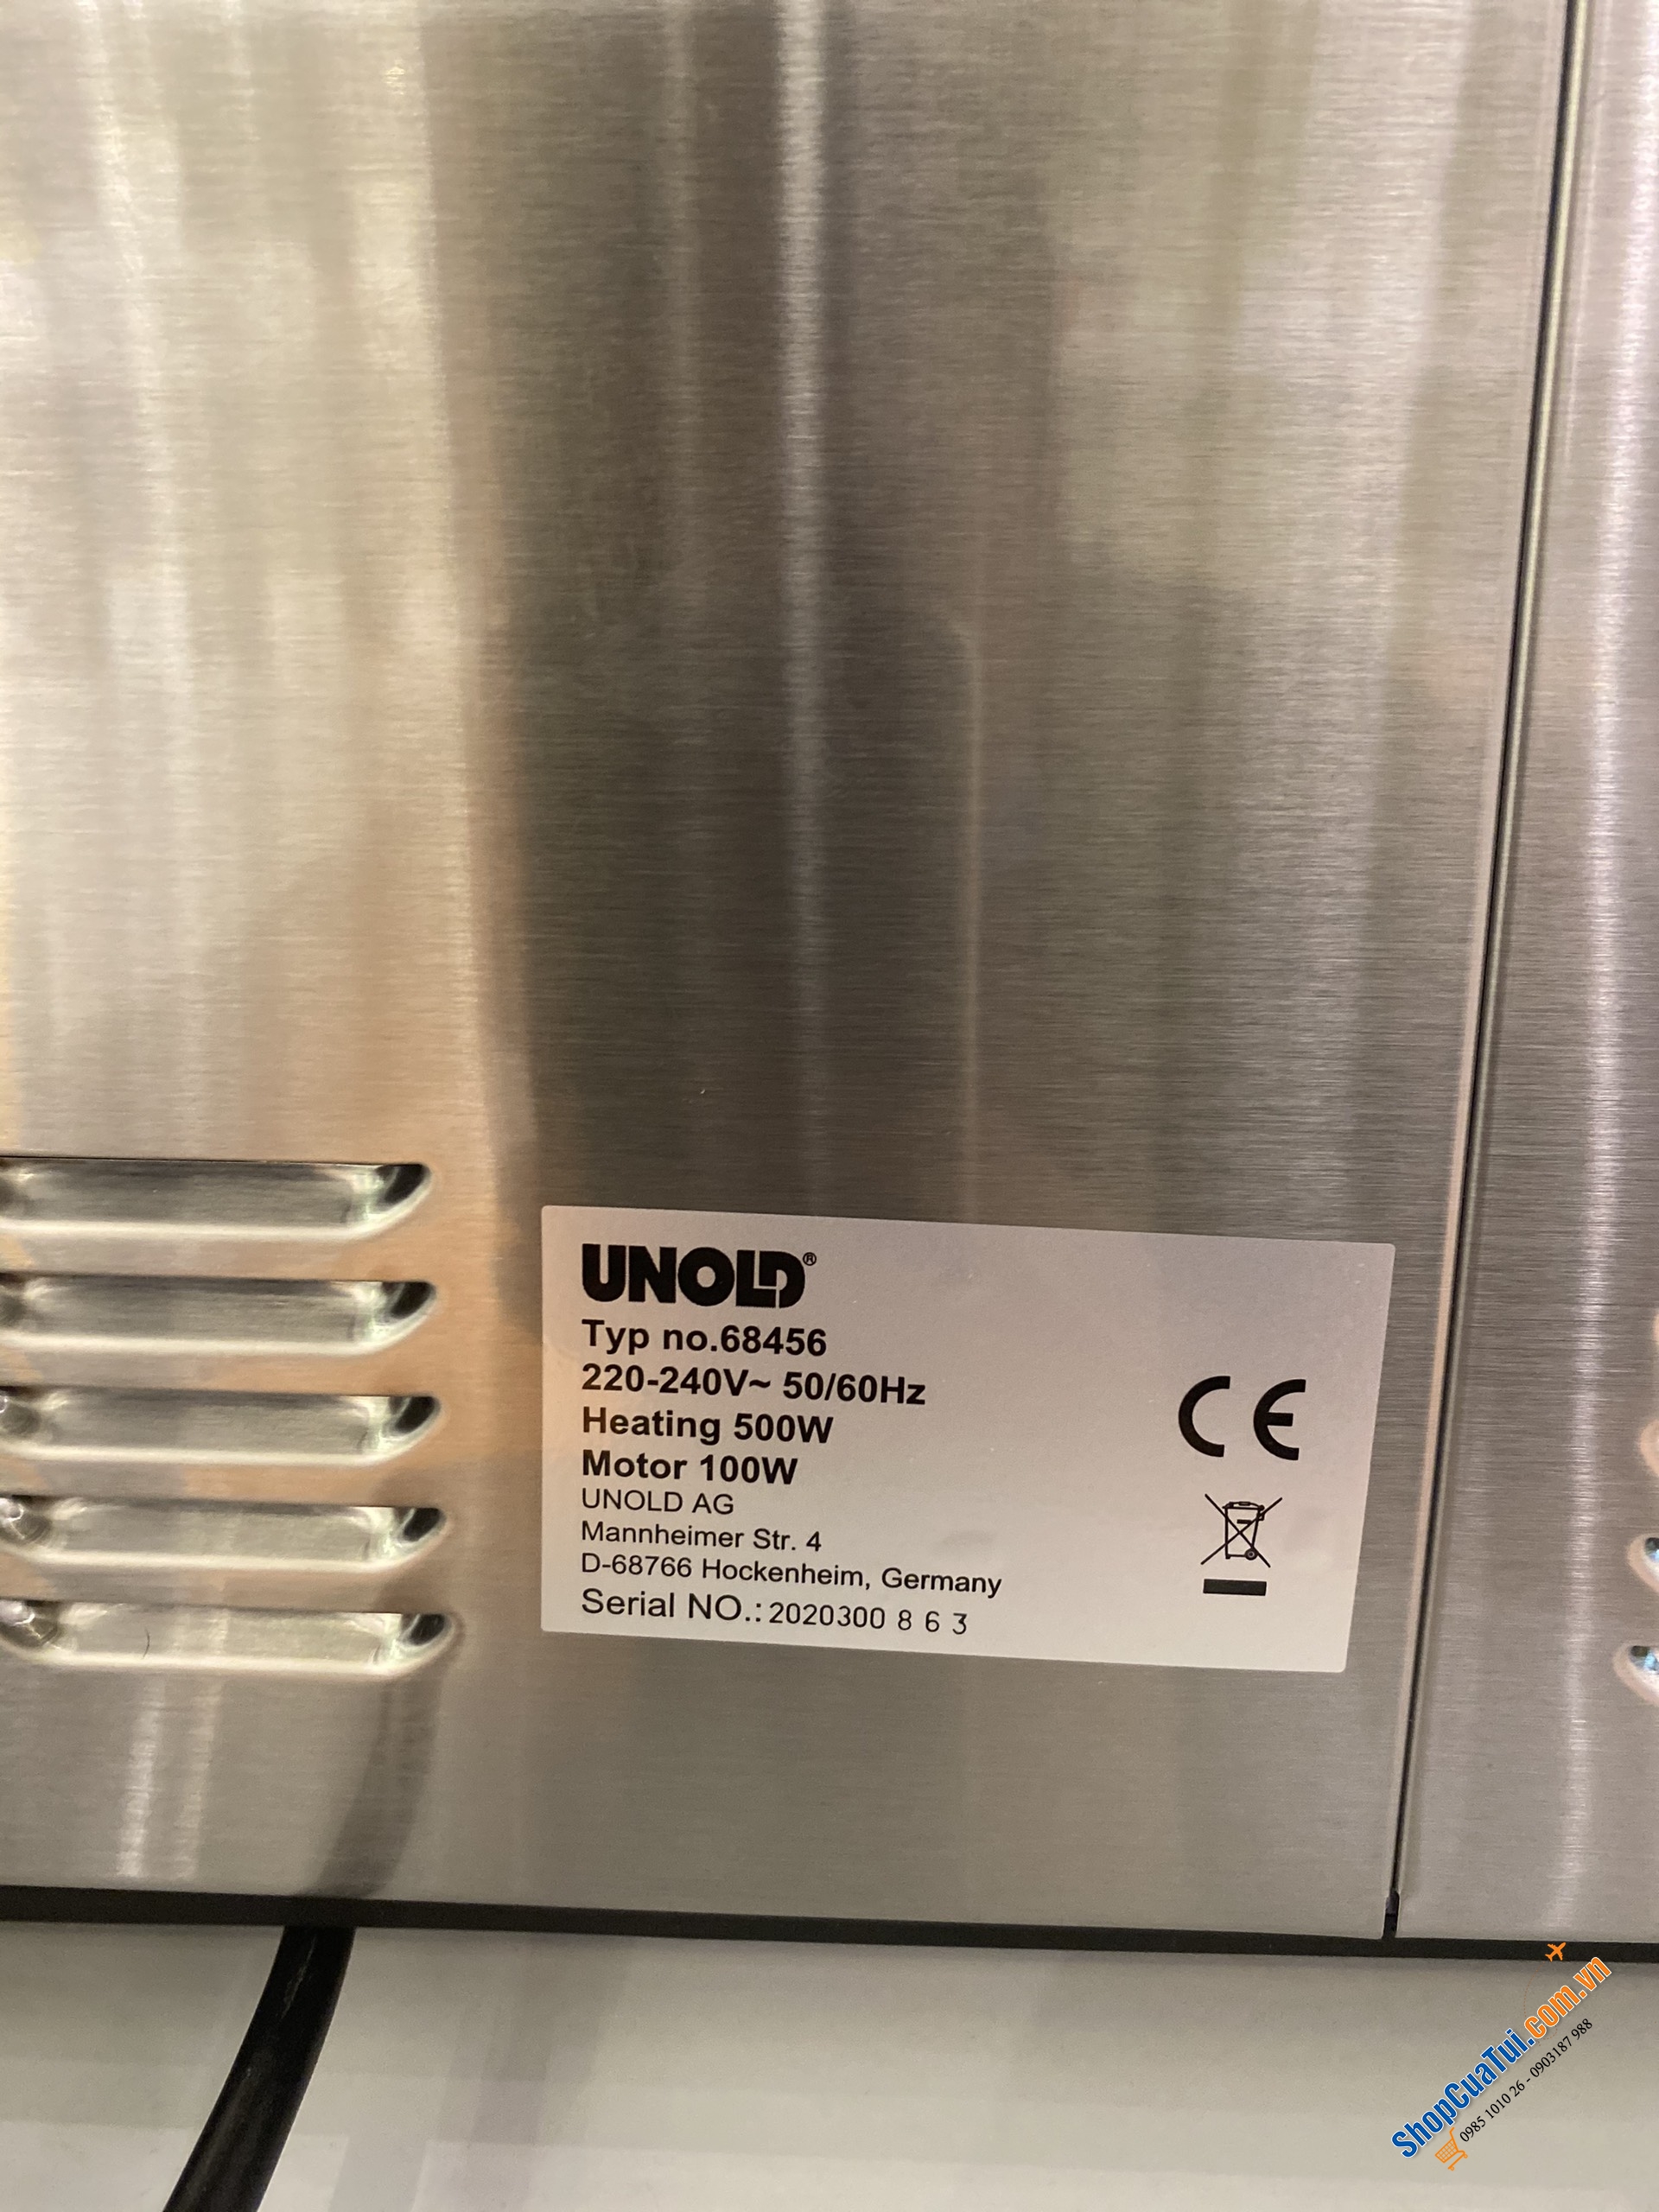 UNOLD®
Typ no.68456
220-240V~ 50/60Hz
Heating 500W
Motor 100W
UNOLD AG
Mannheimer Str. 4
D-68766 Hockenheim, Germany
Serial NO.: 2020300 8 6 3
CE
ShopCuaTui.com.vn
0985 1010 26 - 0903187 988